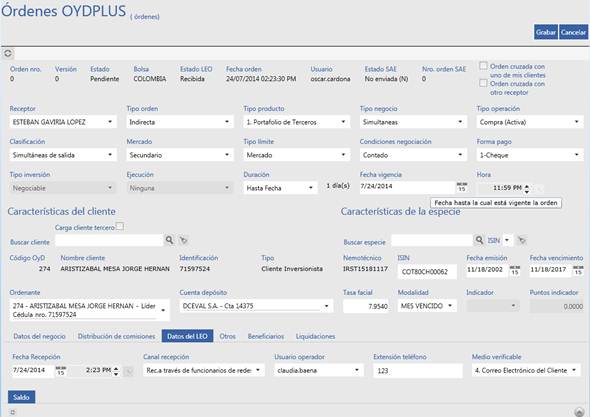 Órdenes OYDPLUS ( órdenes)
Grabar Cancelar
Orden nro. Versión Estado Bolsa Estado LEO Fecha orden Usuario Estado SAE Nro. orden SAE
0 0 Pendiente COLOMBIA Recibida 24/07/2014 02:23:30 PM oscar.cardona No enviada (N) 0
Orden cruzada con
uno de mis clientes
Orden cruzada con
otro receptor
Receptor Tipo orden Tipo producto Tipo negocio Tipo operación
ESTEBAN GAVIRIA LOPEZ Indirecta 1. Portafolio de Terceros Simultaneas Compra (Activa)
Clasificación Mercado Tipo límite Condiciones negociación Forma pago
Simultáneas de salida Secundario Mercado Contado 1-Cheque
Tipo inversión Ejecución Duración Fecha vigencia Hora
Negociable Ninguna Hasta Fecha 1 día(s) 7/24/2014 15 11:59 PM
Fecha hasta la cual está vigente la orden
Características del cliente Características de la especie
Carga cliente tercero
Buscar cliente Buscar especie ISIN
Código OyD Nombre cliente Identificación Tipo Nemotécnico ISIN Fecha emisión Fecha vencimiento
274 ARISTIZABAL MESA JORGE HERNAN 71597524 Cliente Inversionista IRST15181117 COT80CH00062 11/18/2002 15 11/18/2017 15
Ordenante Cuenta depósito Tasa facial Modalidad Indicador Puntos indicador
274 - ARISTIZABAL MESA JORGE HERNAN - Líder
Cédula nro. 71597524
DCEVAL S.A. - Cta 14375 7.9540 MES VENCIDO 0.0000
Datos del negocio Distribución de comisiones Datos del LEO Otros Beneficiarios Liquidaciones
Fecha Recepción Canal recepción Usuario operador Extensión teléfono Medio verificable
7/24/2014 15 2:23 PM Rec.a través de funcionarios de rede: claudia.baena 123 4. Correo Electrónico del Cliente
Saldo